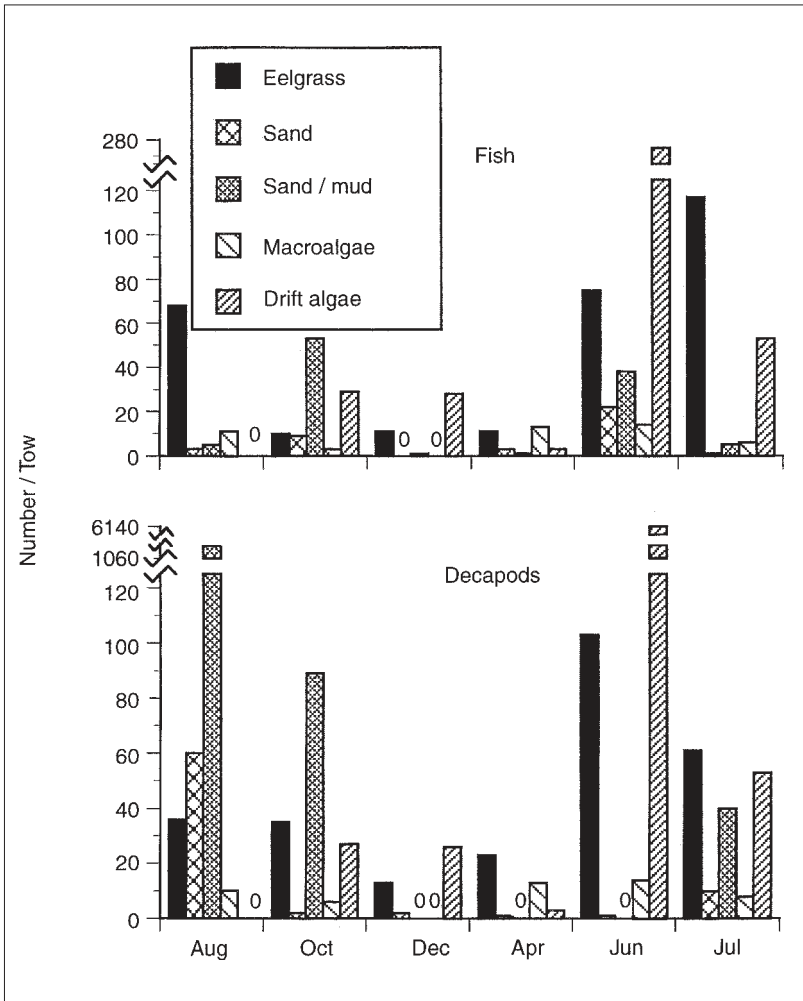 Eelgrass
Sand
Sand / mud
Macroalgae
Drift algae
Fish
280
120
100
80
60
40
20
0
0
0 0
Number / Tow
Decapods
6140
1060
120
100
80
60
40
20
0
0
0 0
0
0
Aug Oct Dec Apr Jun Jul